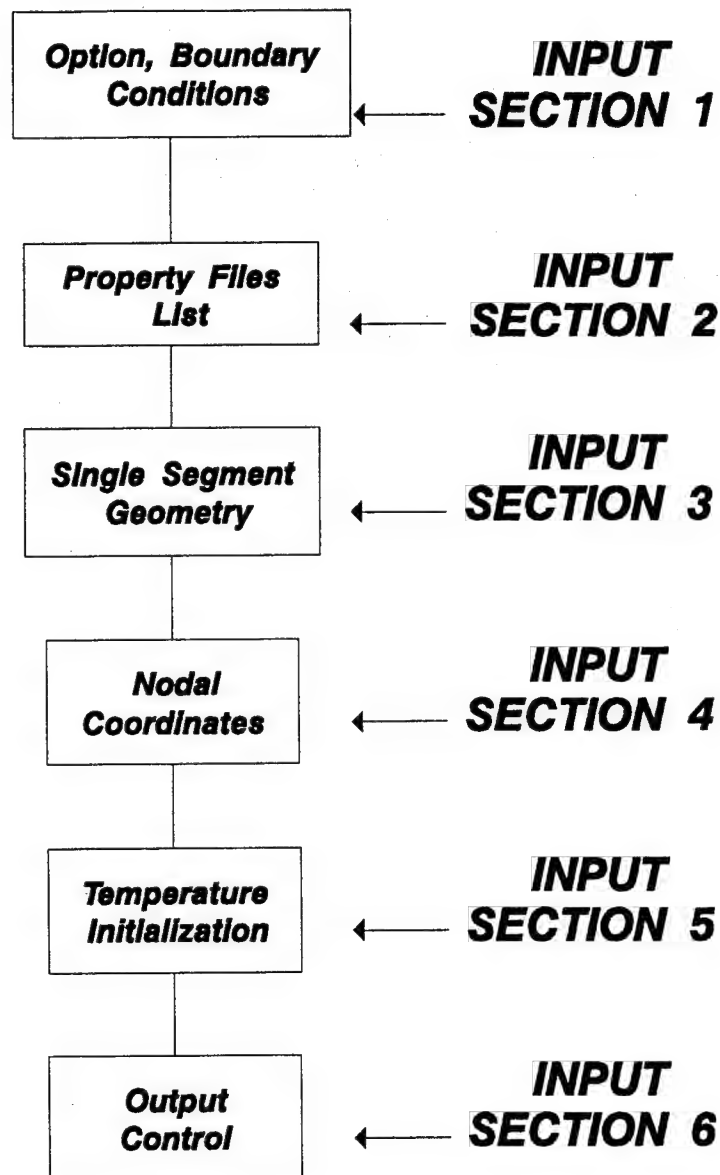 Option, Boundary
Conditions
INPUT
SECTION 1
Property Files
List
INPUT
SECTION 2
Single Segment
Geometry
INPUT
SECTION 3
Nodal
Coordinates
INPUT
SECTION 4
Temperature
Initialization
INPUT
SECTION 5
Output
Control
INPUT
SECTION 6